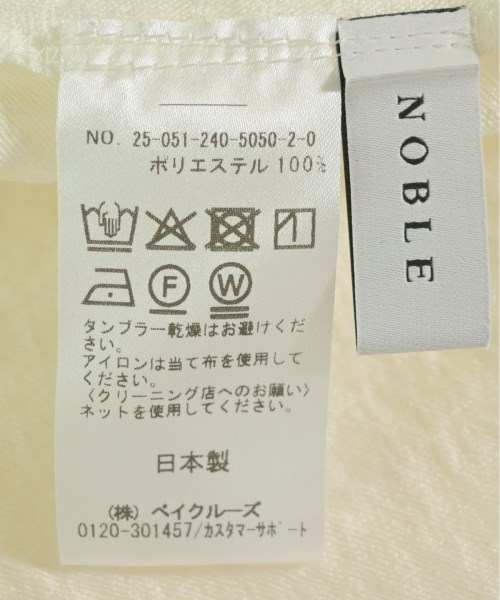 NO. 25-051-240-5050-2-0
ポリエステル 100%
F
W
タンブラー乾燥はお避けくだ
さい。
アイロンは当て布を使用して
ください。
〈クリーニング店へのお願い〉
ネットを使用してください。
日本製
(株) ベイクルーズ
0120-301457/カスタマーサポート
NOBLE